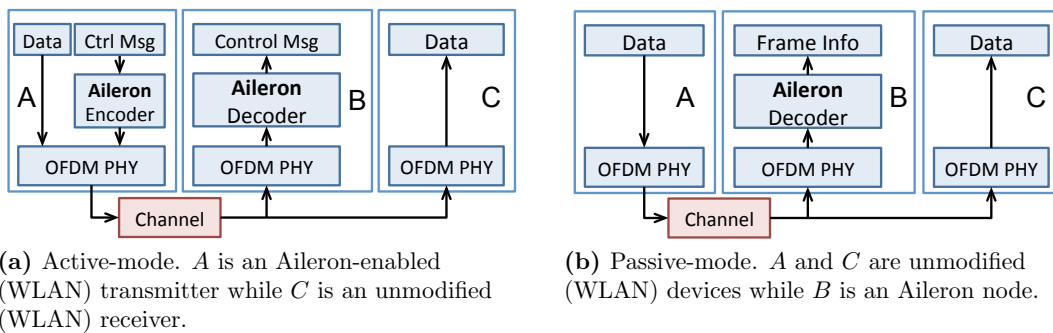 Data
Ctrl Msg
A
Aileron
Encoder
OFDM PHY
Control Msg
Aileron
Decoder
B
OFDM PHY
Data
C
OFDM PHY
Channel
(a) Active-mode. A is an Aileron-enabled
(WLAN) transmitter while C is an unmodified
(WLAN) receiver.
Data
A
OFDM PHY
Frame Info
Aileron
Decoder
B
OFDM PHY
Data
C
OFDM PHY
Channel
(b) Passive-mode. A and C are unmodified
(WLAN) devices while B is an Aileron node.